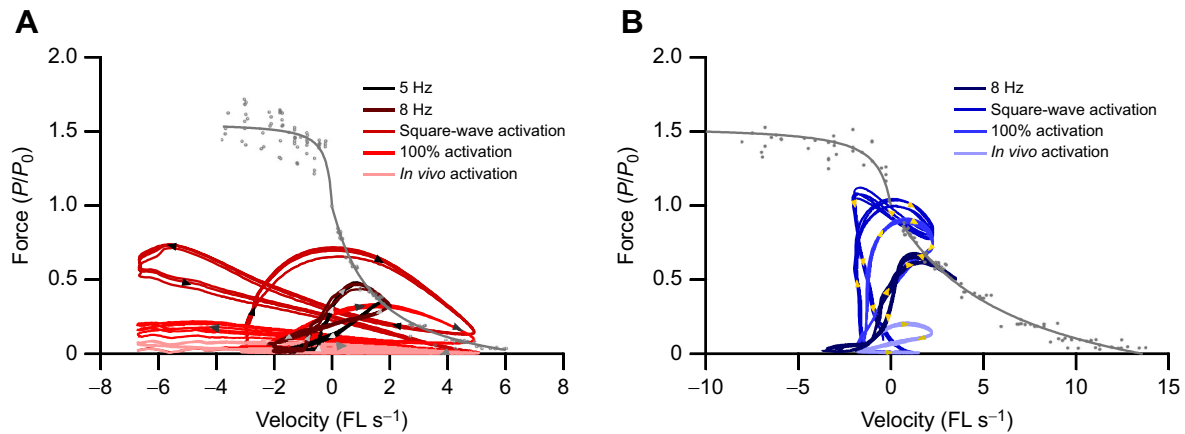 A
2.0
1.5
1.0
0.5
0
Force (P/P0)
−8
−6
−4
−2
0
2
4
6
8
Velocity (FL s−1)
5 Hz
8 Hz
Square-wave activation
100% activation
In vivo activation
B
2.0
1.5
1.0
0.5
0
Force (P/P0)
−10
−5
0
5
10
15
Velocity (FL s−1)
8 Hz
Square-wave activation
100% activation
In vivo activation